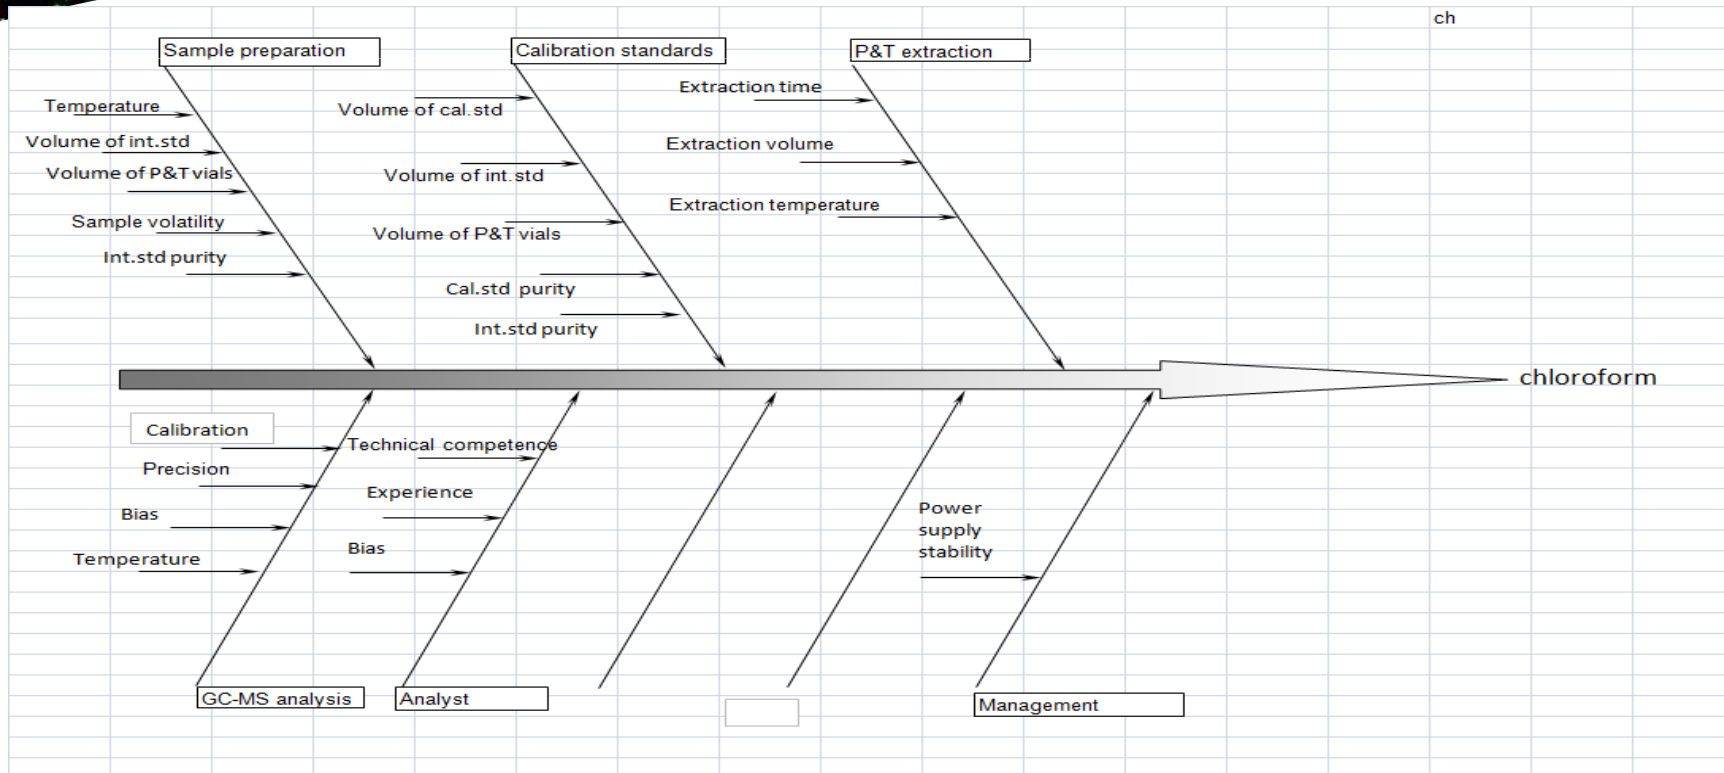 ch
Sample preparation
Calibration standards
P&T extraction
Temperature
Volume of int.std
Volume of P&T vials
Sample volatility
Int.std purity
Volume of cal.std
Volume of int.std
Volume of P&T vials
Cal.std purity
Int.std purity
Extraction time
Extraction volume
Extraction temperature
chloroform
Calibration
Precision
Bias
Temperature
Technical competence
Experience
Bias
Power
supply
stability
GC-MS analysis
Analyst
Management